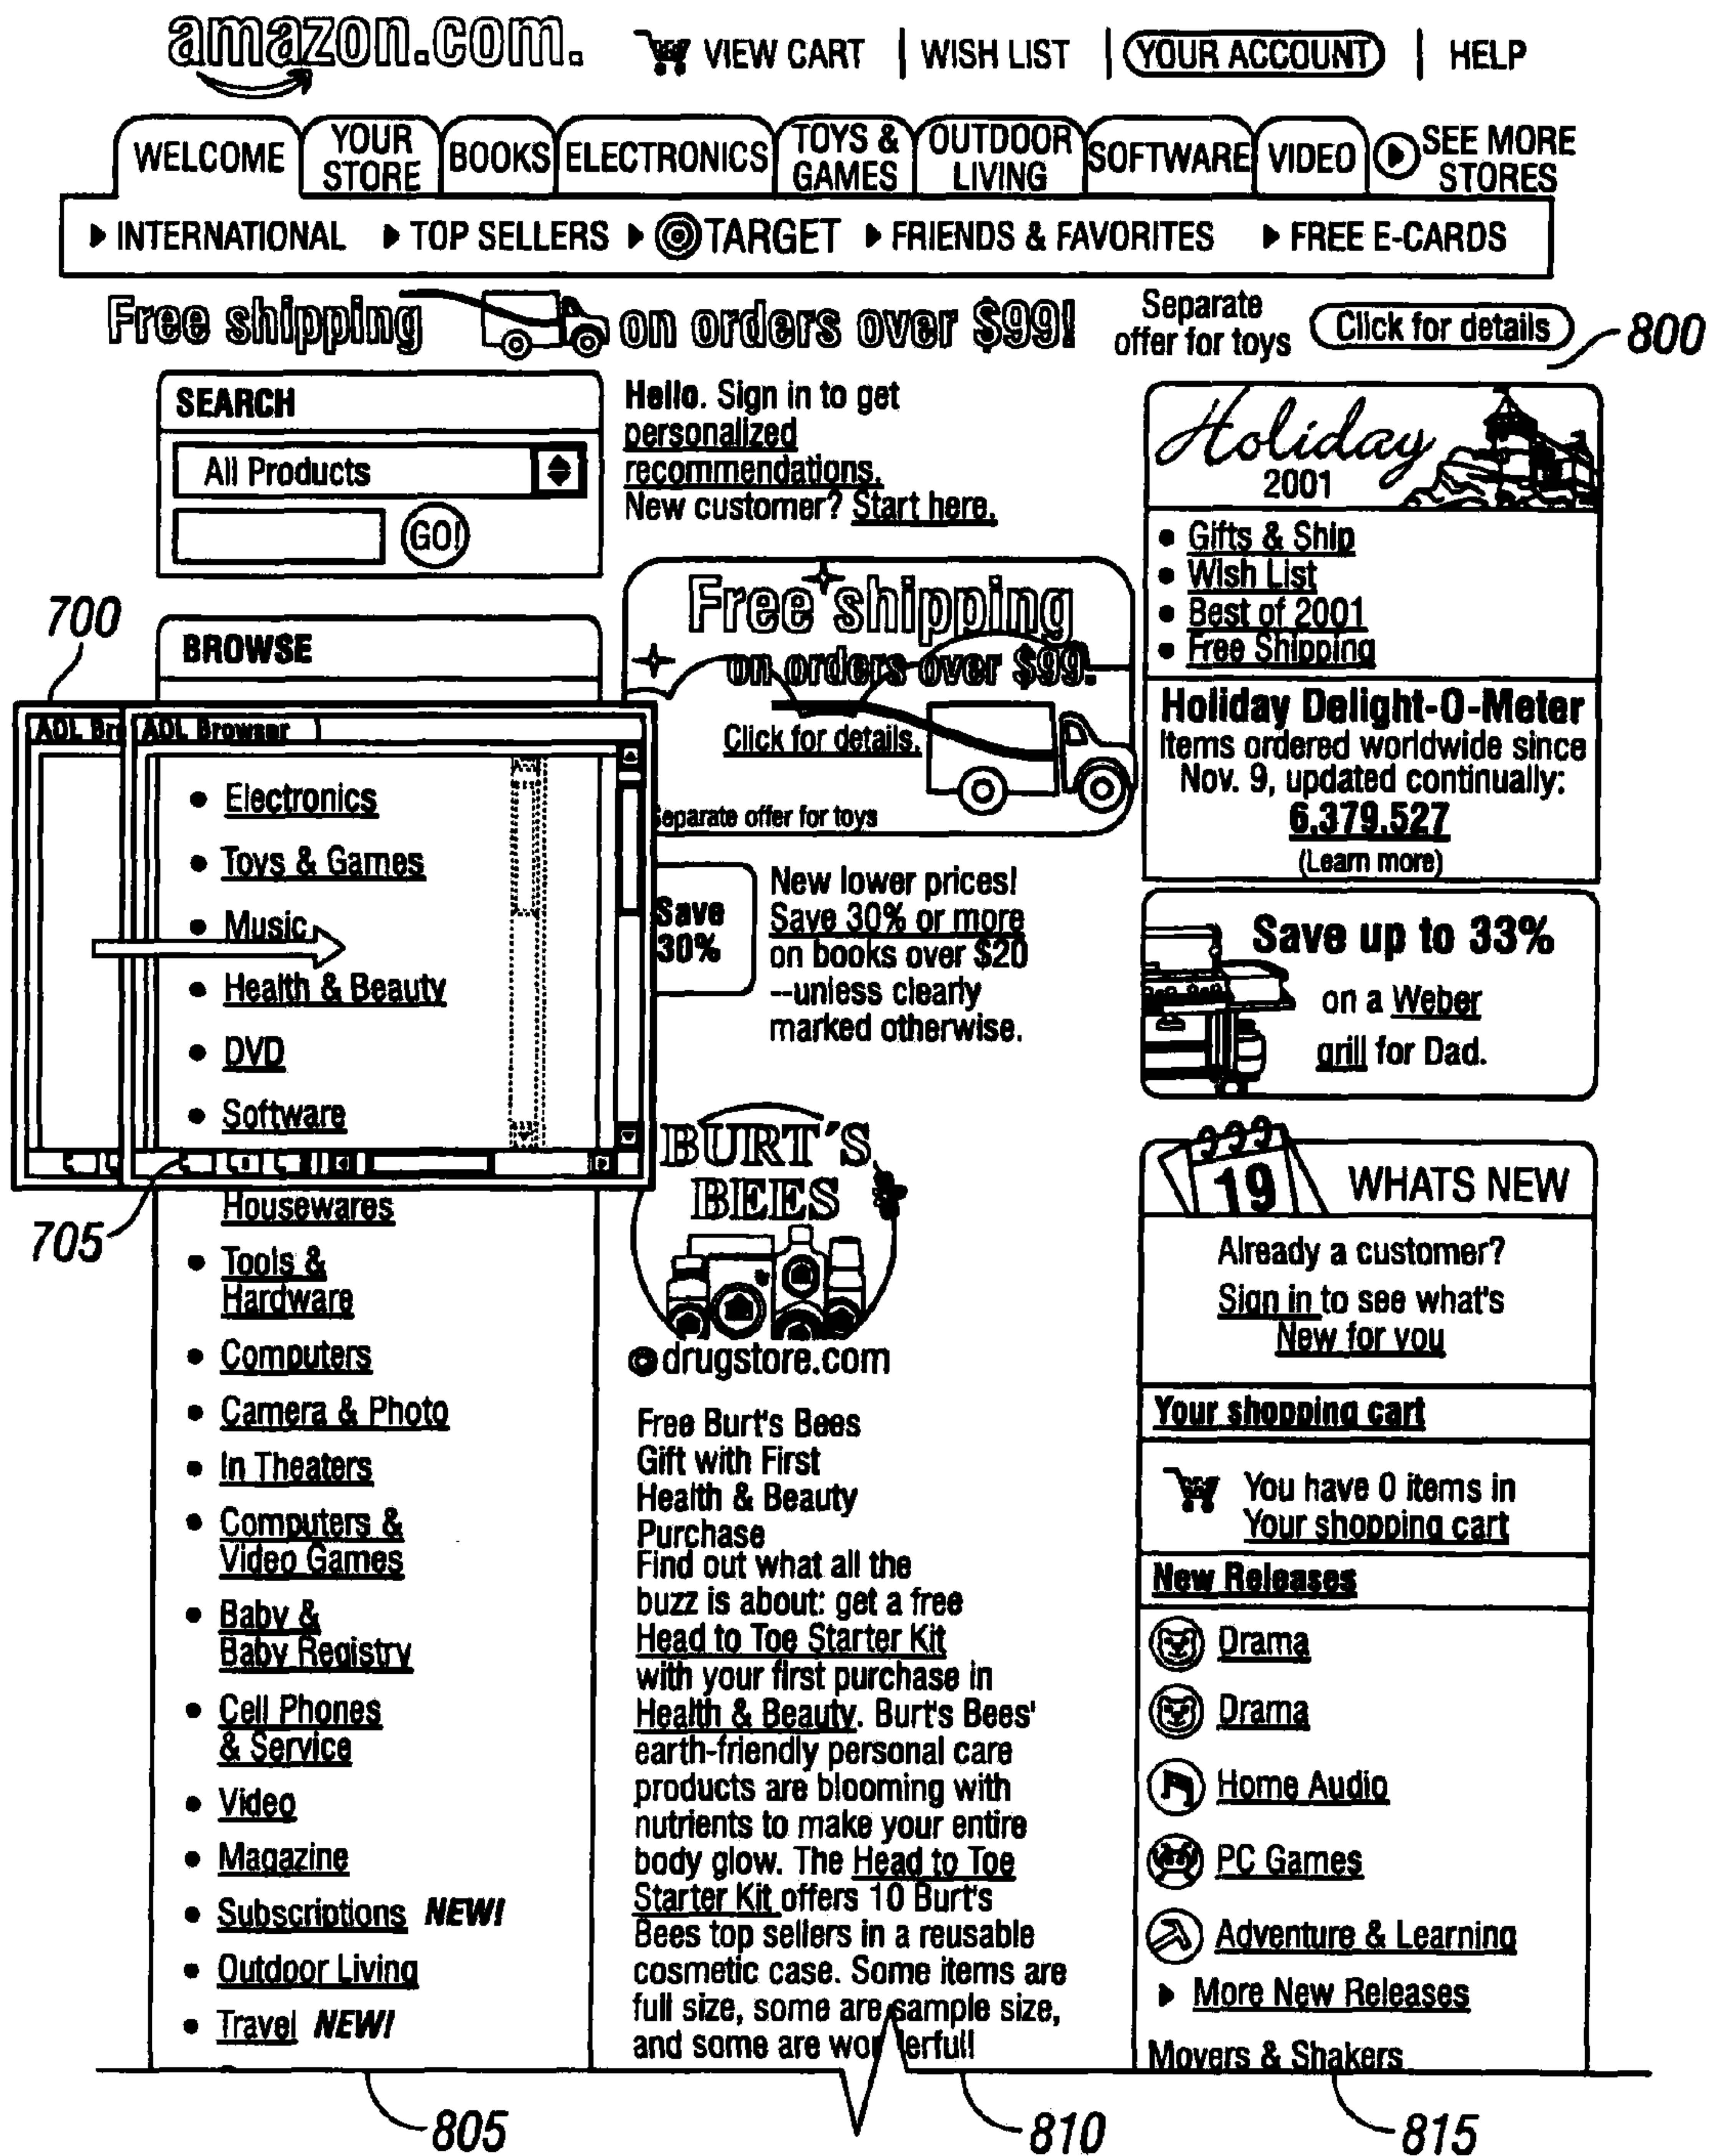 amazon.com.
VIEW CART | WISH LIST | YOUR ACCOUNT | HELP
WELCOME
YOUR
STORE
BOOKS
ELECTRONICS
TOYS &
GAMES
OUTDOOR
LIVING
SOFTWARE
VIDEO
SEE MORE
STORES
INTERNATIONAL
TOP SELLERS
TARGET
FRIENDS & FAVORITES
FREE E-CARDS
Free shipping on orders over $99!
Separate
offer for toys
Click for details
800
SEARCH
All Products
GO!
BROWSE
700
AOL Bro
AOL Browser
• Electronics
• Toys & Games
• Music
• Health & Beauty
• DVD
• Software
705
Housewares
• Tools &
Hardware
• Computers
• Camera & Photo
• In Theaters
• Computers &
Video Games
• Baby &
Baby Registry
• Cell Phones
& Service
• Video
• Magazine
• Subscriptions NEW!
• Outdoor Living
• Travel NEW!
805
Hello. Sign in to get
personalized
recommendations.
New customer? Start here.
Free shipping
on orders over $99.
Click for details.
eparate offer for toys
Save
30%
New lower prices!
Save 30% or more
on books over $20
--unless clearly
marked otherwise.
BURT'S
BEES
drugstore.com
Free Burt's Bees
Gift with First
Health & Beauty
Purchase
Find out what all the
buzz is about: get a free
Head to Toe Starter Kit
with your first purchase in
Health & Beauty. Burt's Bees'
earth-friendly personal care
products are blooming with
nutrients to make your entire
body glow. The Head to Toe
Starter Kit offers 10 Burt's
Bees top sellers in a reusable
cosmetic case. Some items are
full size, some are sample size,
and some are wonderful!
810
Holiday
2001
• Gifts & Ship
• Wish List
• Best of 2001
• Free Shipping
Holiday Delight-O-Meter
Items ordered worldwide since
Nov. 9, updated continually:
6,379,527
(Learn more)
Save up to 33%
on a Weber
grill for Dad.
19
WHATS NEW
Already a customer?
Sign in to see what's
New for you
Your shopping cart
You have 0 items in
Your shopping cart
New Releases
Drama
Drama
Home Audio
PC Games
Adventure & Learning
More New Releases
Movers & Shakers
815